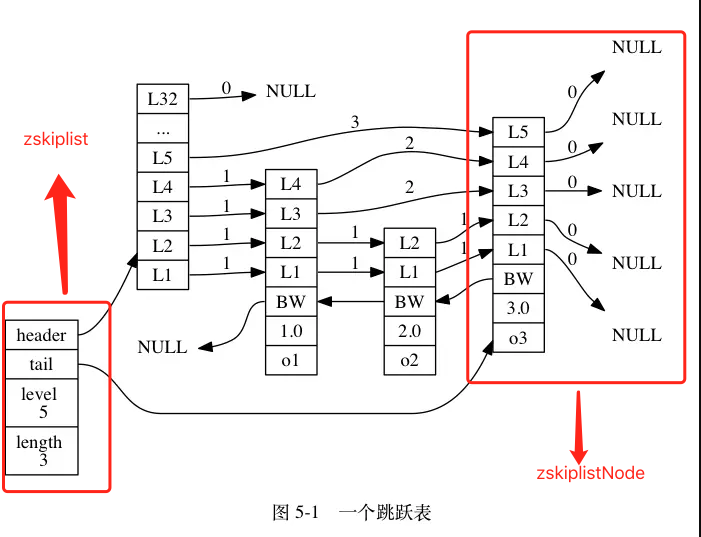 zskiplist
header
tail
level
5
length
3
L32
...
L5
L4
L3
L2
L1
0
NULL
3
1
1
1
1
L4
L3
L2
L1
BW
1.0
o1
NULL
2
2
1
1
L2
L1
BW
2.0
o2
1
1
L5
L4
L3
L2
L1
BW
3.0
o3
0
0
0
0
0
NULL
NULL
NULL
NULL
NULL
zskiplistNode
图 5-1 一个跳跃表